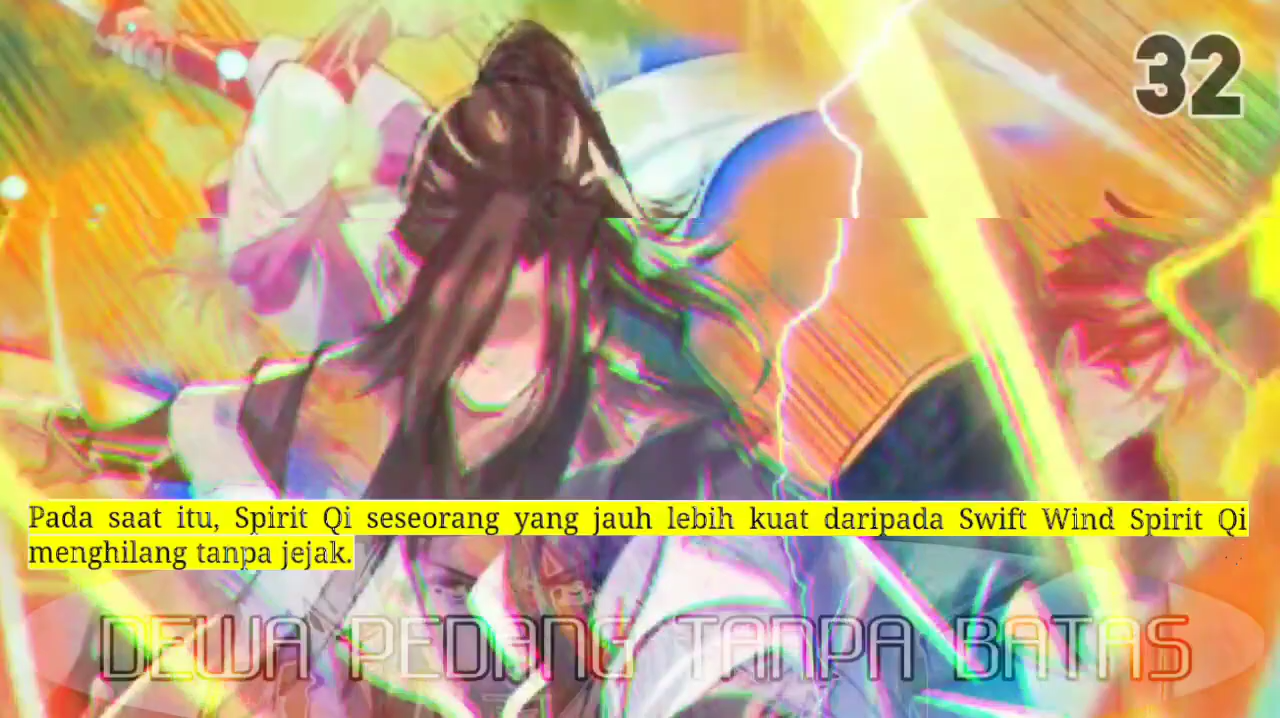 32
Pada saat itu, Spirit Qi seseorang yang jauh lebih kuat daripada Swift Wind Spirit Qi
menghilang tanpa jejak.
DEWA PEDANG TANPA BATAS